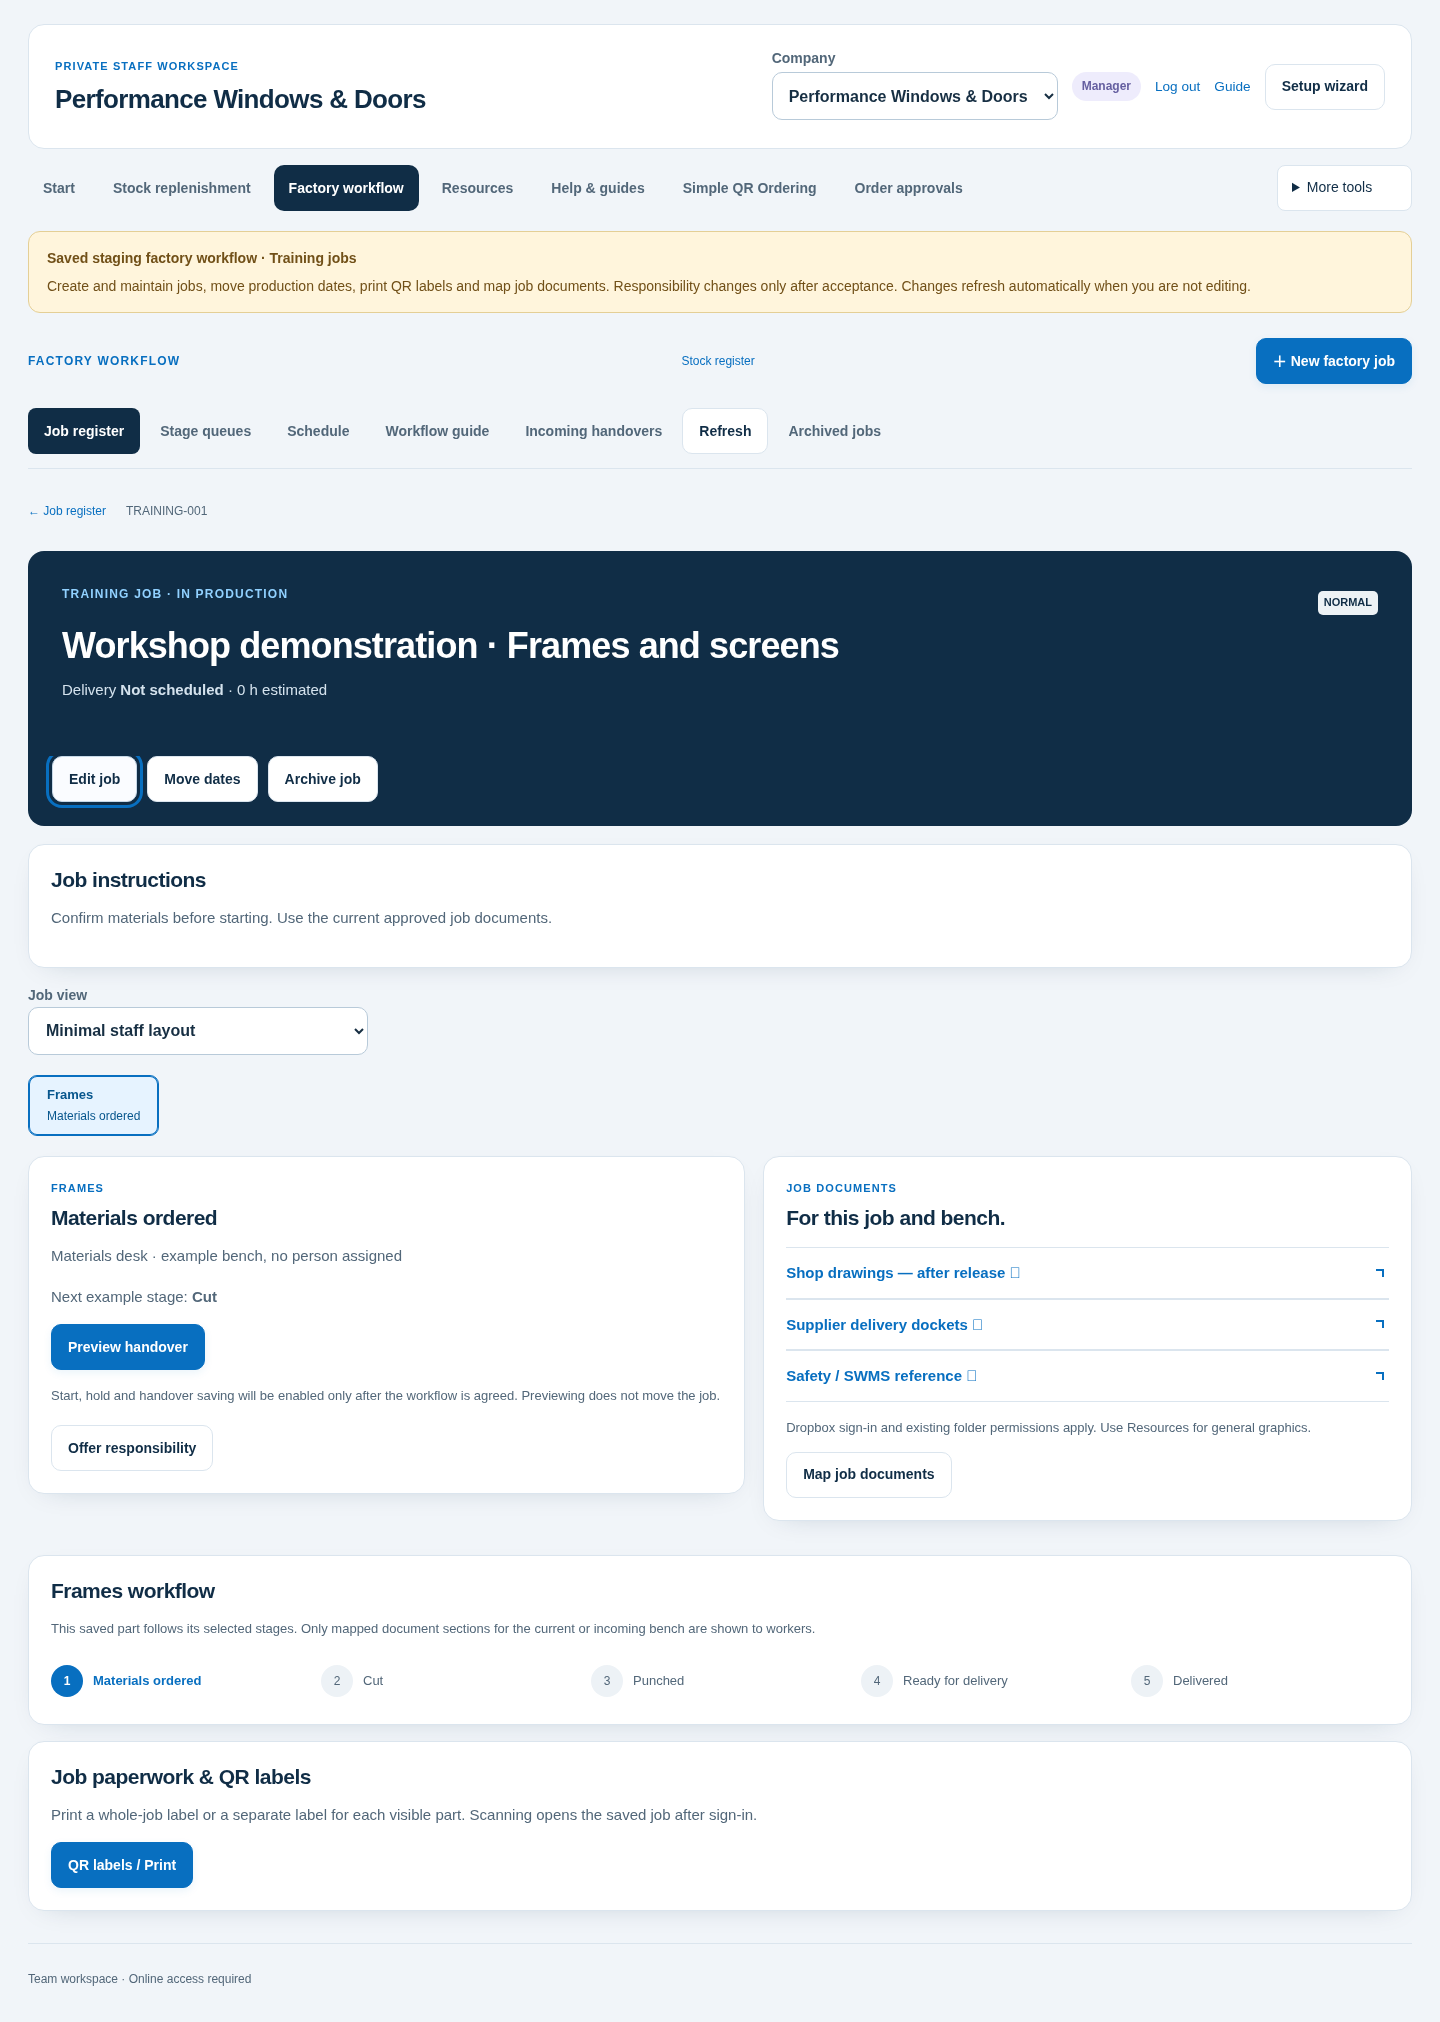 PRIVATE STAFF WORKSPACE
Performance Windows & Doors
Company
Performance Windows & Doors
Manager
Log out
Guide
Setup wizard
Start
Stock replenishment
Factory workflow
Resources
Help & guides
Simple QR Ordering
Order approvals
More tools
Saved staging factory workflow · Training jobs
Create and maintain jobs, move production dates, print QR labels and map job documents. Responsibility changes only after acceptance. Changes refresh automatically when you are not editing.
FACTORY WORKFLOW
Stock register
+ New factory job
Job register
Stage queues
Schedule
Workflow guide
Incoming handovers
Refresh
Archived jobs
← Job register
TRAINING-001
TRAINING JOB · IN PRODUCTION
NORMAL
Workshop demonstration · Frames and screens
Delivery Not scheduled · 0 h estimated
Edit job
Move dates
Archive job
Job instructions
Confirm materials before starting. Use the current approved job documents.
Job view
Minimal staff layout
Frames
Materials ordered
FRAMES
Materials ordered
Materials desk · example bench, no person assigned
Next example stage: Cut
Preview handover
Start, hold and handover saving will be enabled only after the workflow is agreed. Previewing does not move the job.
Offer responsibility
JOB DOCUMENTS
For this job and bench.
Shop drawings — after release
Supplier delivery dockets
Safety / SWMS reference
Dropbox sign-in and existing folder permissions apply. Use Resources for general graphics.
Map job documents
Frames workflow
This saved part follows its selected stages. Only mapped document sections for the current or incoming bench are shown to workers.
1 Materials ordered
2 Cut
3 Punched
4 Ready for delivery
5 Delivered
Job paperwork & QR labels
Print a whole-job label or a separate label for each visible part. Scanning opens the saved job after sign-in.
QR labels / Print
Team workspace · Online access required